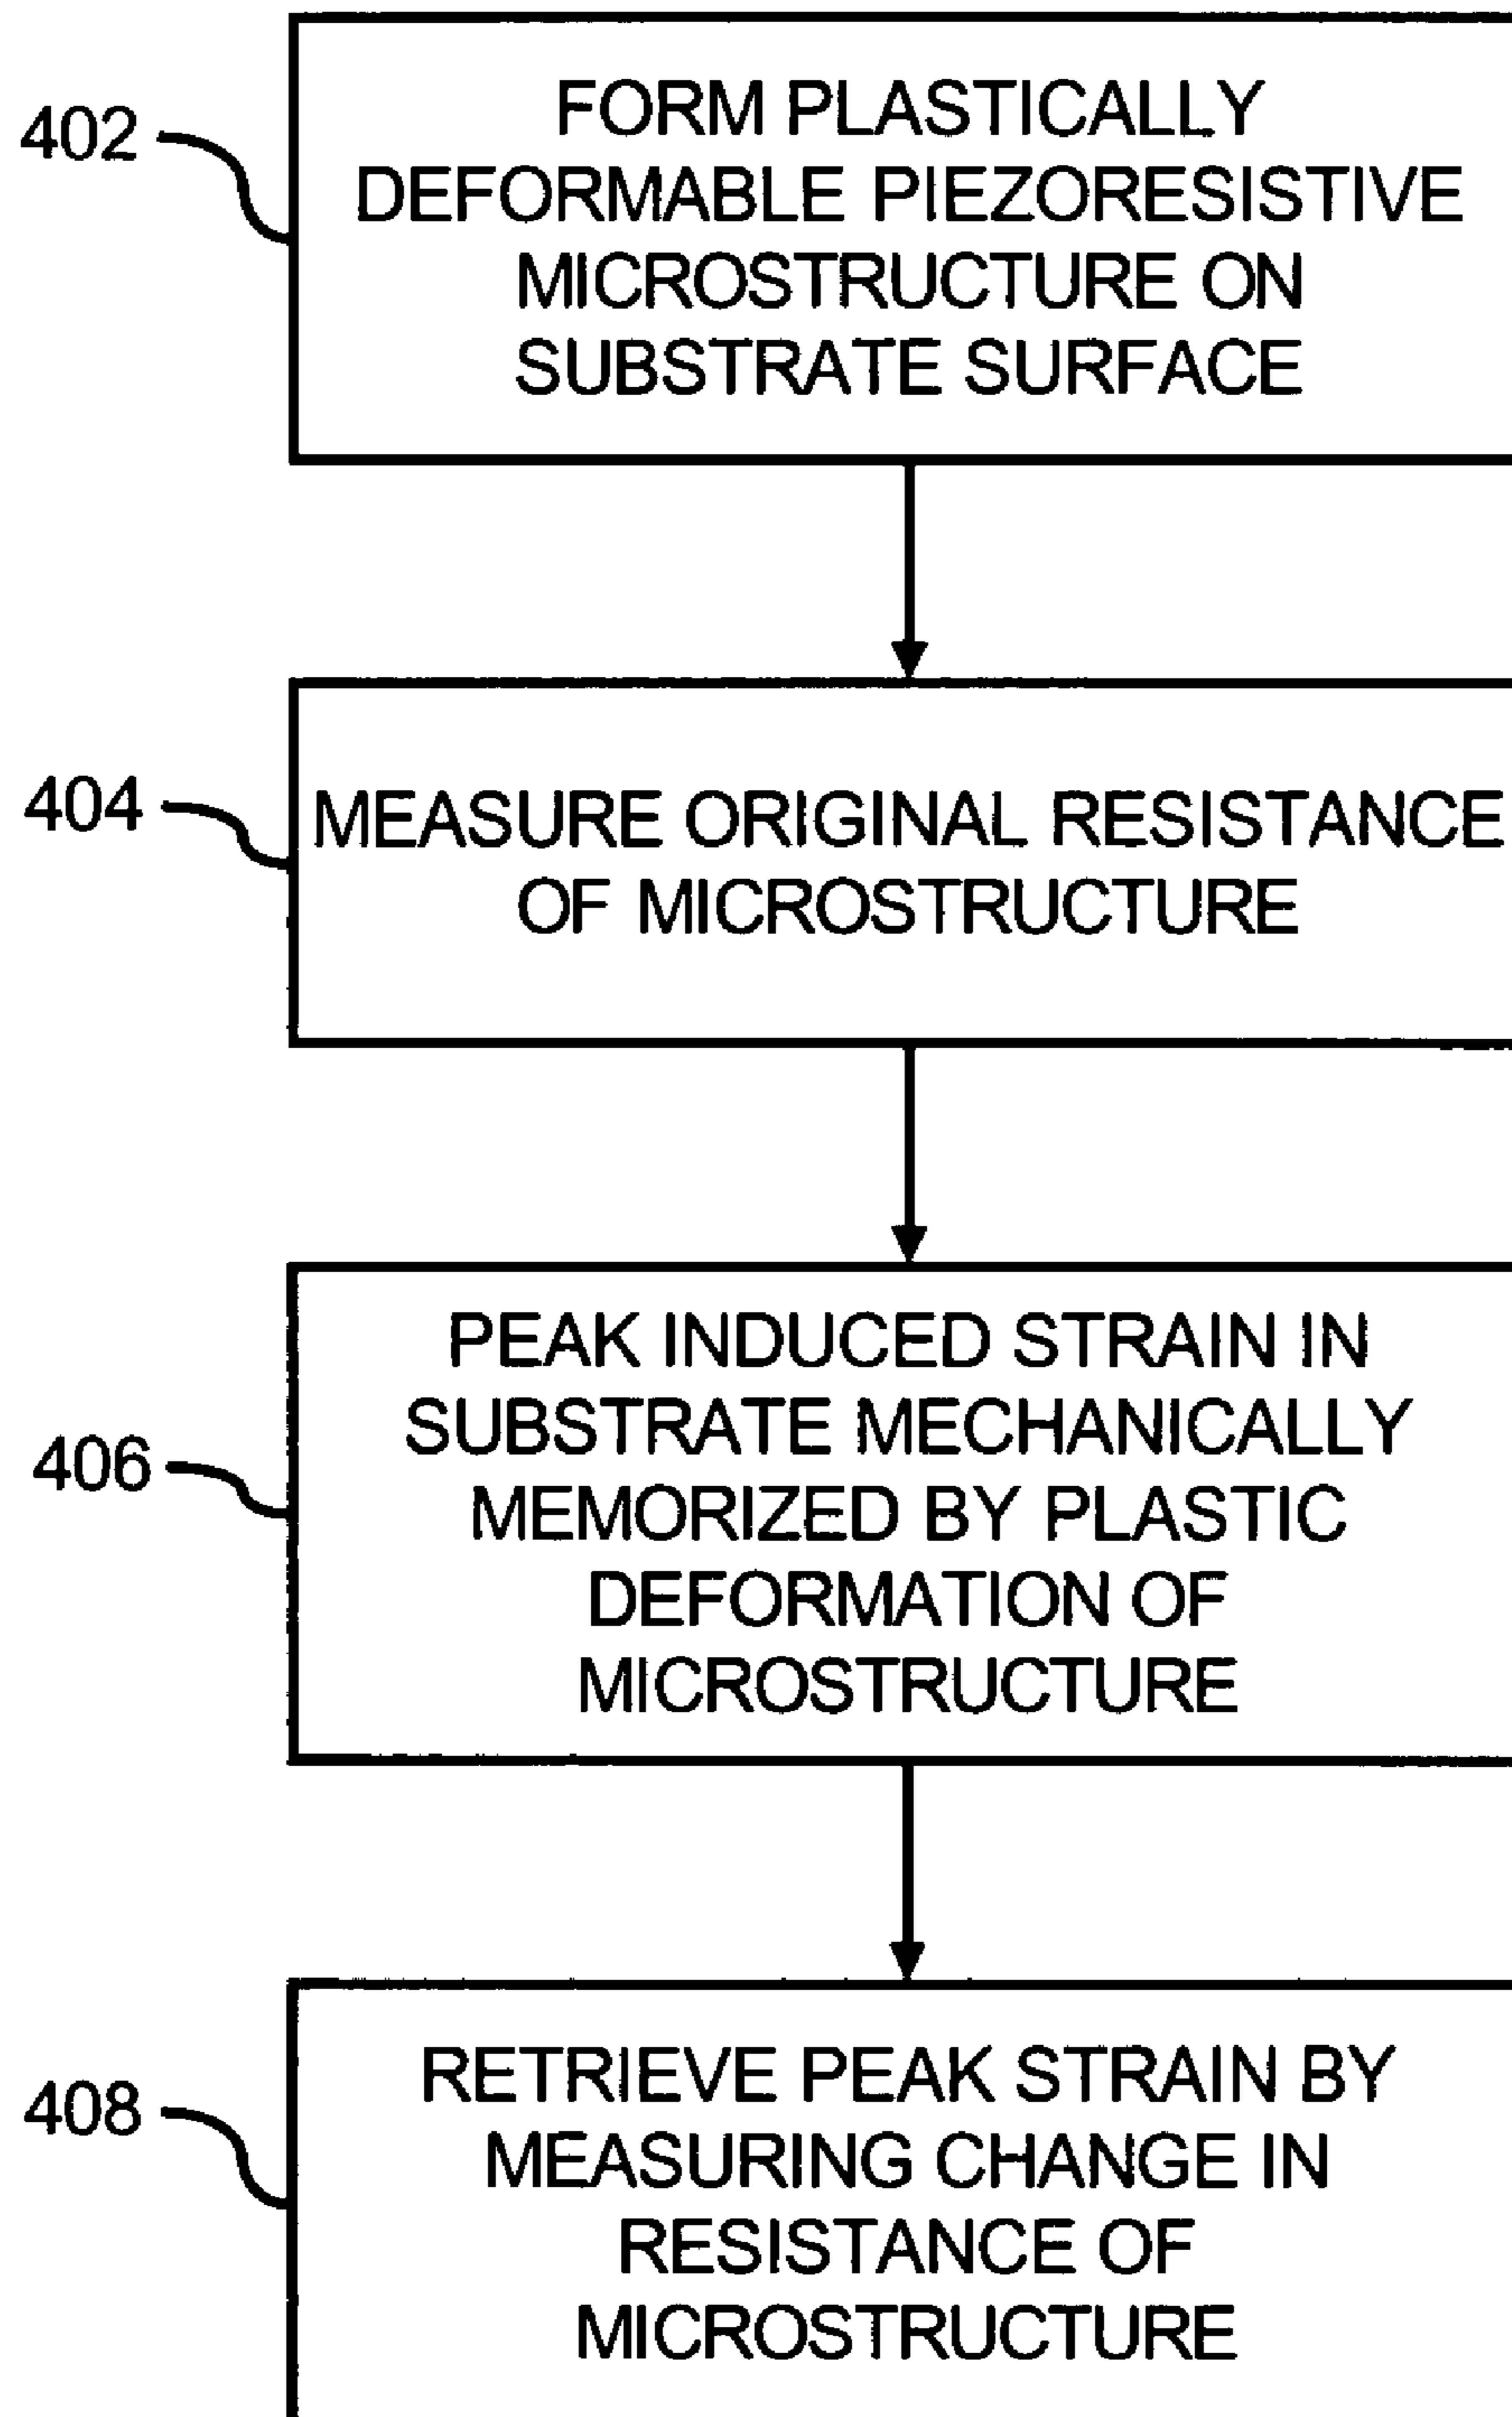 402
FORM PLASTICALLY
DEFORMABLE PIEZORESISTIVE
MICROSTRUCTURE ON
SUBSTRATE SURFACE
404
MEASURE ORIGINAL RESISTANCE
OF MICROSTRUCTURE
406
PEAK INDUCED STRAIN IN
SUBSTRATE MECHANICALLY
MEMORIZED BY PLASTIC
DEFORMATION OF
MICROSTRUCTURE
408
RETRIEVE PEAK STRAIN BY
MEASURING CHANGE IN
RESISTANCE OF
MICROSTRUCTURE